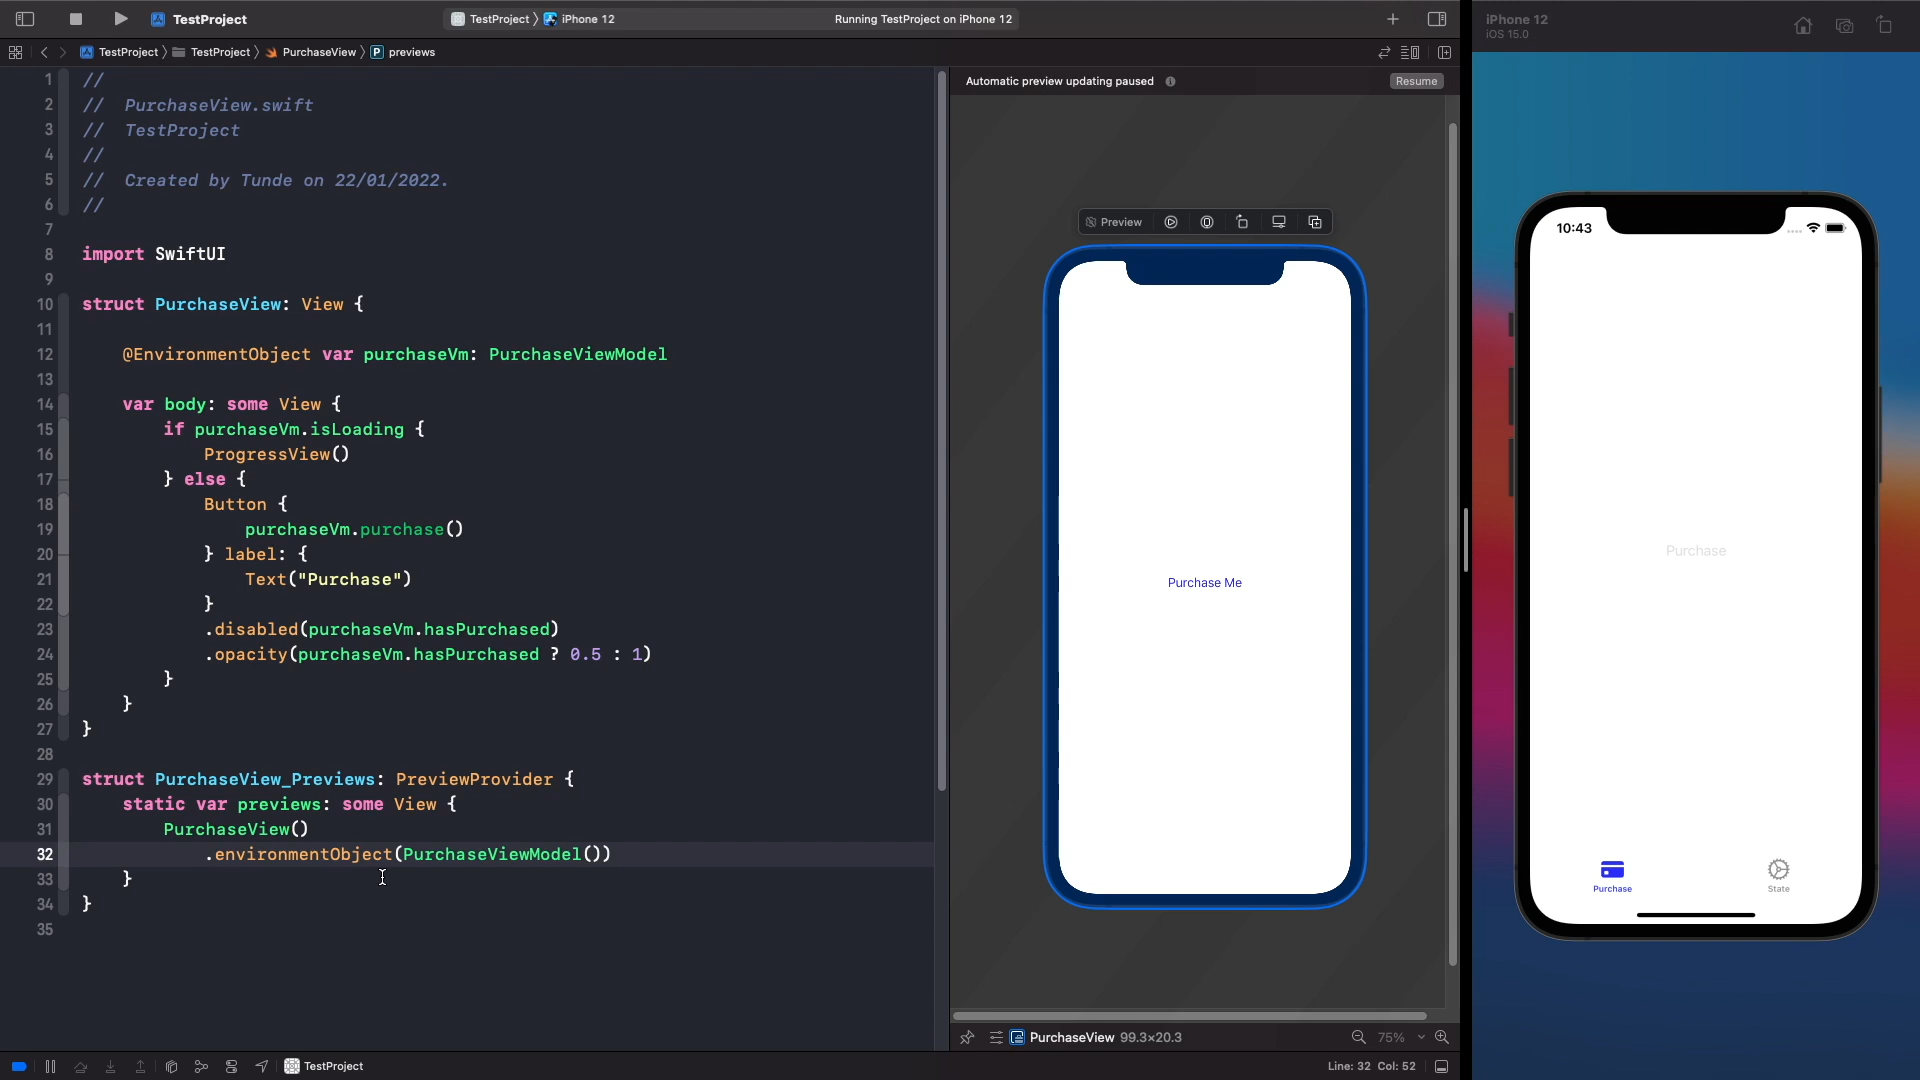 TestProject
TestProject
iPhone 12
Running TestProject on iPhone 12
TestProject
TestProject
PurchaseView
P previews
1 //
2 //  PurchaseView.swift
3 //  TestProject
4 //
5 //  Created by Tunde on 22/01/2022.
6 //
7
8 import SwiftUI
9
10 struct PurchaseView: View {
11
12     @EnvironmentObject var purchaseVm: PurchaseViewModel
13
14     var body: some View {
15         if purchaseVm.isLoading {
16             ProgressView()
17         } else {
18             Button {
19                 purchaseVm.purchase()
20             } label: {
21                 Text("Purchase")
22             }
23             .disabled(purchaseVm.hasPurchased)
24             .opacity(purchaseVm.hasPurchased ? 0.5 : 1)
25         }
26     }
27 }
28
29 struct PurchaseView_Previews: PreviewProvider {
30     static var previews: some View {
31         PurchaseView()
32             .environmentObject(PurchaseViewModel())
33     }
34 }
35
TestProject
Line: 32 Col: 52
Automatic preview updating paused
Resume
Preview
Purchase Me
PurchaseView 99.3×20.3
75%
iPhone 12
iOS 15.0
10:43
Purchase
Purchase
State